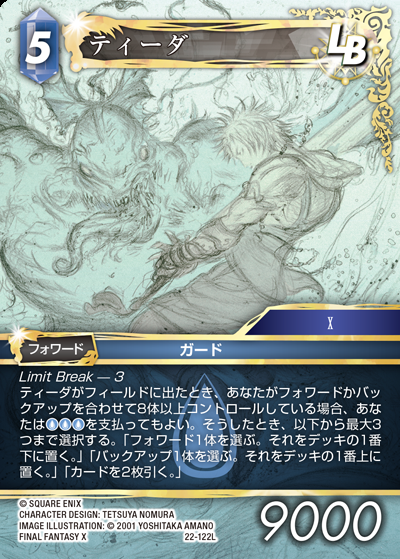 5
ティーダ
LB
X
フォワード
ガード
Limit Break — 3
ティーダがフィールドに出たとき、あなたがフォワードかバッ
クアップを合わせて8体以上コントロールしている場合、あな
たは水水水を支払ってもよい。そうしたとき、以下から最大3
つまで選択する。「フォワード1体を選ぶ。それをデッキの1番
下に置く。」「バックアップ1体を選ぶ。それをデッキの1番上に
置く。」「カードを2枚引く。」
© SQUARE ENIX
CHARACTER DESIGN: TETSUYA NOMURA
IMAGE ILLUSTRATION: © 2001 YOSHITAKA AMANO
FINAL FANTASY X
22-122L
9000